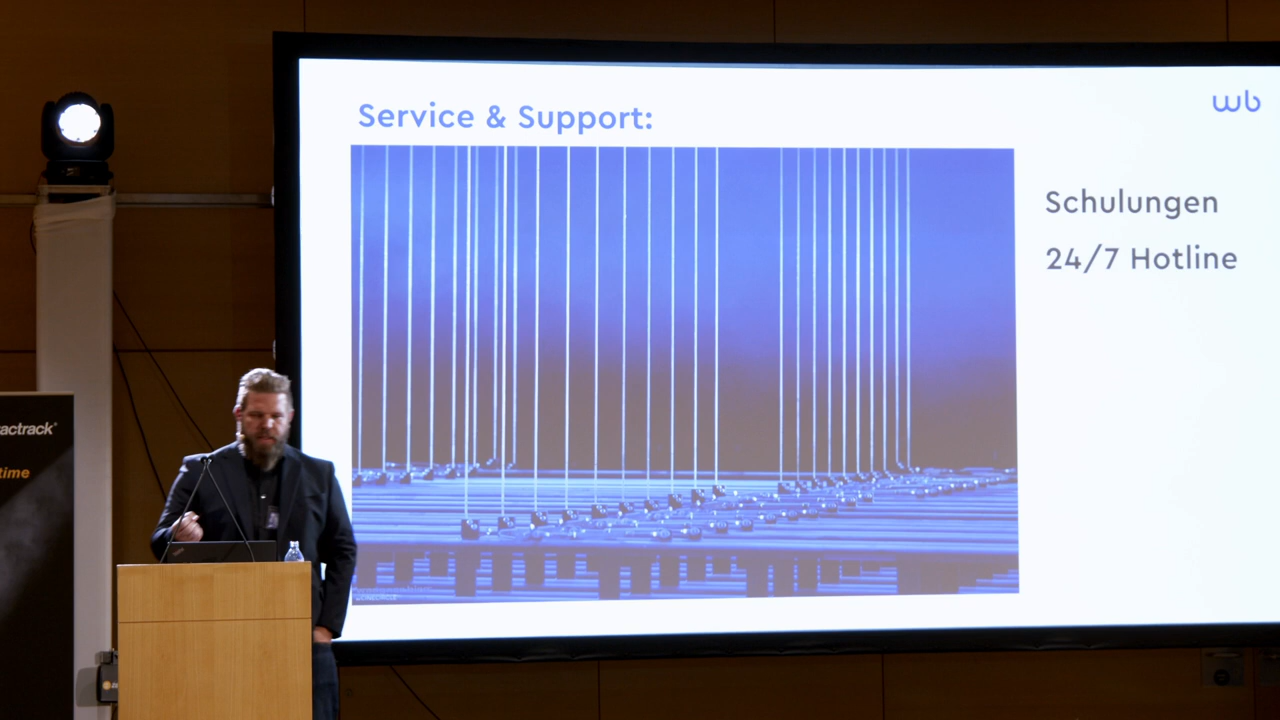 wb
Service & Support:
Schulungen
24/7 Hotline
actrack
time